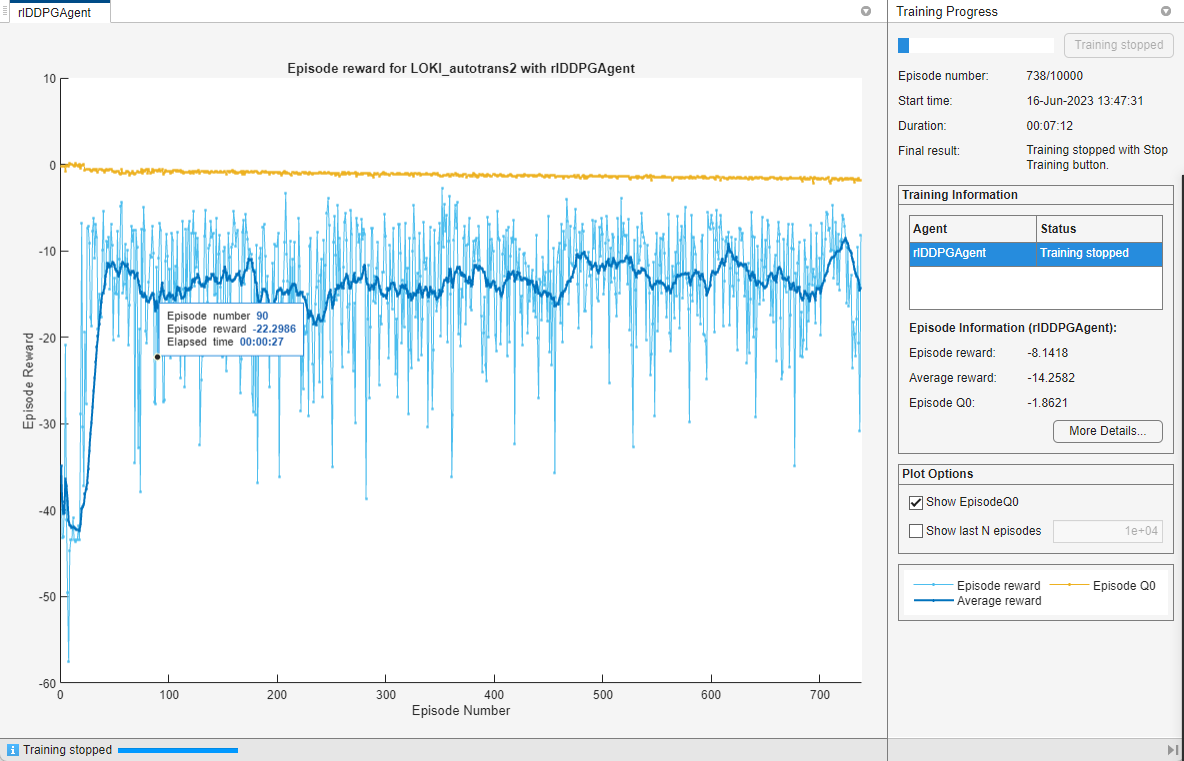 rlDDPGAgent
Episode reward for LOKI_autotrans2 with rlDDPGAgent
10
0
-10
-20
-30
-40
-50
-60
Episode Reward
Episode number 90
Episode reward -22.2986
Elapsed time 00:00:27
0 100 200 300 400 500 600 700
Episode Number
Training stopped
Training Progress
Training stopped
Episode number: 738/10000
Start time: 16-Jun-2023 13:47:31
Duration: 00:07:12
Final result: Training stopped with Stop
Training button.
Training Information
Agent Status
rlDDPGAgent Training stopped
Episode Information (rlDDPGAgent):
Episode reward: -8.1418
Average reward: -14.2582
Episode Q0: -1.8621
More Details...
Plot Options
Show EpisodeQ0
Show last N episodes 1e+04
Episode reward Episode Q0
Average reward